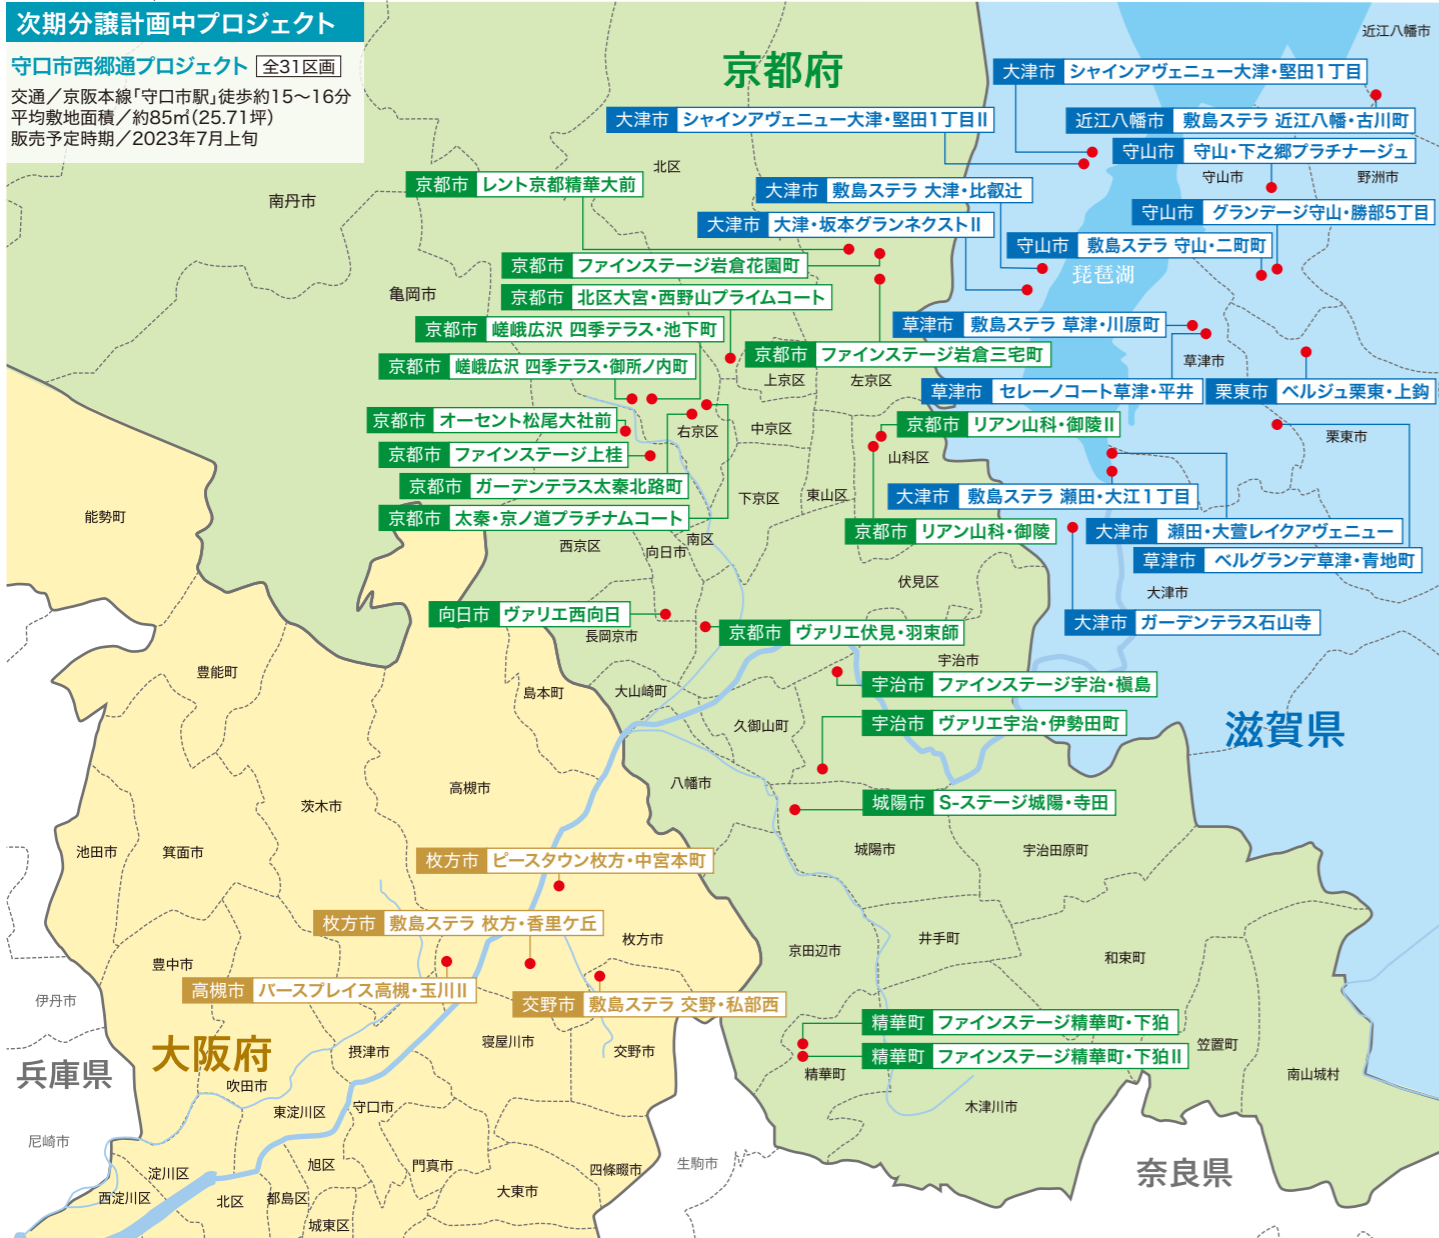 次期分譲計画中プロジェクト
守口市西郷通プロジェクト 全31区画
交通／京阪本線「守口市駅」徒歩約15～16分
平均敷地面積／約85㎡（25.71坪）
販売予定時期／2023年7月上旬
京都府
近江八幡市
大津市 シャインアヴェニュー大津・堅田1丁目
大津市 シャインアヴェニュー大津・堅田1丁目II
近江八幡市 敷島ステラ 近江八幡・古川町
守山市 守山・下之郷プラチナージュ
北区
守山市
野洲市
京都市 レント京都精華大前
大津市 敷島ステラ 大津・比叡辻
南丹市
大津市 大津・坂本グランネクストII
守山市 グランデージ守山・勝部5丁目
守山市 敷島ステラ 守山・二町町
京都市 ファインステージ岩倉花園町
琵琶湖
亀岡市
京都市 北区大宮・西野山プライムコート
京都市 嵯峨広沢 四季テラス・池下町
草津市 敷島ステラ 草津・川原町
京都市 ファインステージ岩倉三宅町
草津市
京都市 嵯峨広沢 四季テラス・御所ノ内町
上京区
左京区
草津市 セレーノコート草津・平井
栗東市 ベルジュ栗東・上鈎
京都市 オーセント松尾大社前
右京区
中京区
京都市 リアン山科・御陵II
栗東市
京都市 ファインステージ上桂
山科区
京都市 ガーデンテラス太秦北路町
下京区
東山区
大津市 敷島ステラ 瀬田・大江1丁目
能勢町
京都市 太秦・京ノ道プラチナムコート
京都市 リアン山科・御陵
大津市 瀬田・大萱レイクアヴェニュー
西京区
向日市
南区
草津市 ベルグランデ草津・青地町
伏見区
大津市
向日市 ヴァリエ西向日
大津市 ガーデンテラス石山寺
長岡京市
京都市 ヴァリエ伏見・羽束師
宇治市
豊能町
宇治市 ファインステージ宇治・槇島
島本町
大山崎町
久御山町
宇治市 ヴァリエ宇治・伊勢田町
滋賀県
八幡市
高槻市
茨木市
城陽市 S-ステージ城陽・寺田
池田市
箕面市
枚方市 ピースタウン枚方・中宮本町
城陽市
宇治田原町
枚方市 敷島ステラ 枚方・香里ケ丘
枚方市
井手町
京田辺市
和束町
豊中市
高槻市 バースプレイス高槻・玉川II
交野市 敷島ステラ 交野・私部西
伊丹市
精華町 ファインステージ精華町・下狛
大阪府
摂津市
寝屋川市
交野市
精華町 ファインステージ精華町・下狛II
笠置町
兵庫県
精華町
南山城村
吹田市
東淀川区
守口市
木津川市
尼崎市
淀川区
旭区
門真市
四條畷市
生駒市
奈良県
西淀川区
北区
都島区
大東市
城東区